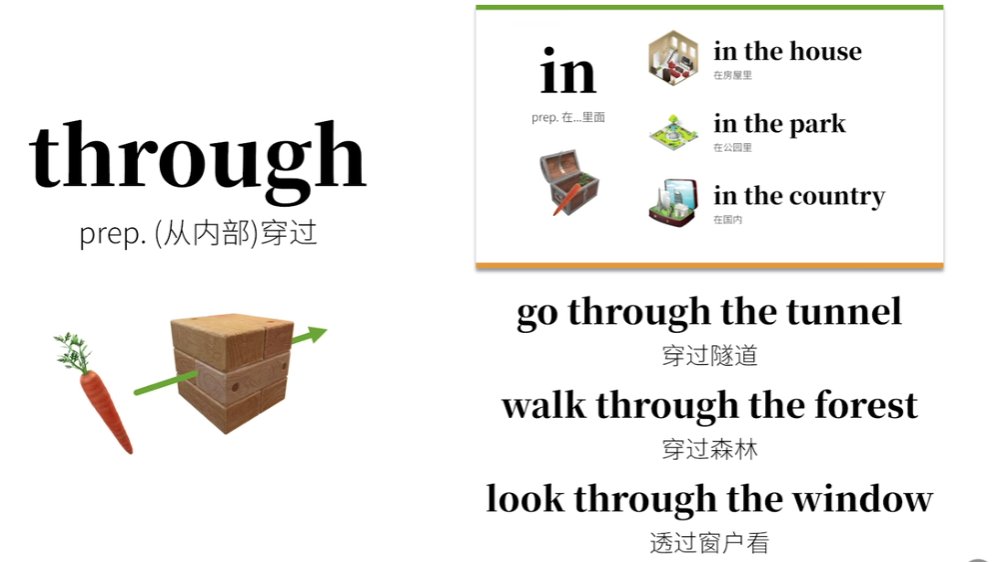 through
prep. (从内部)穿过
in
prep. 在...里面
in the house
在房屋里
in the park
在公园里
in the country
在国内
go through the tunnel
穿过隧道
walk through the forest
穿过森林
look through the window
透过窗户看